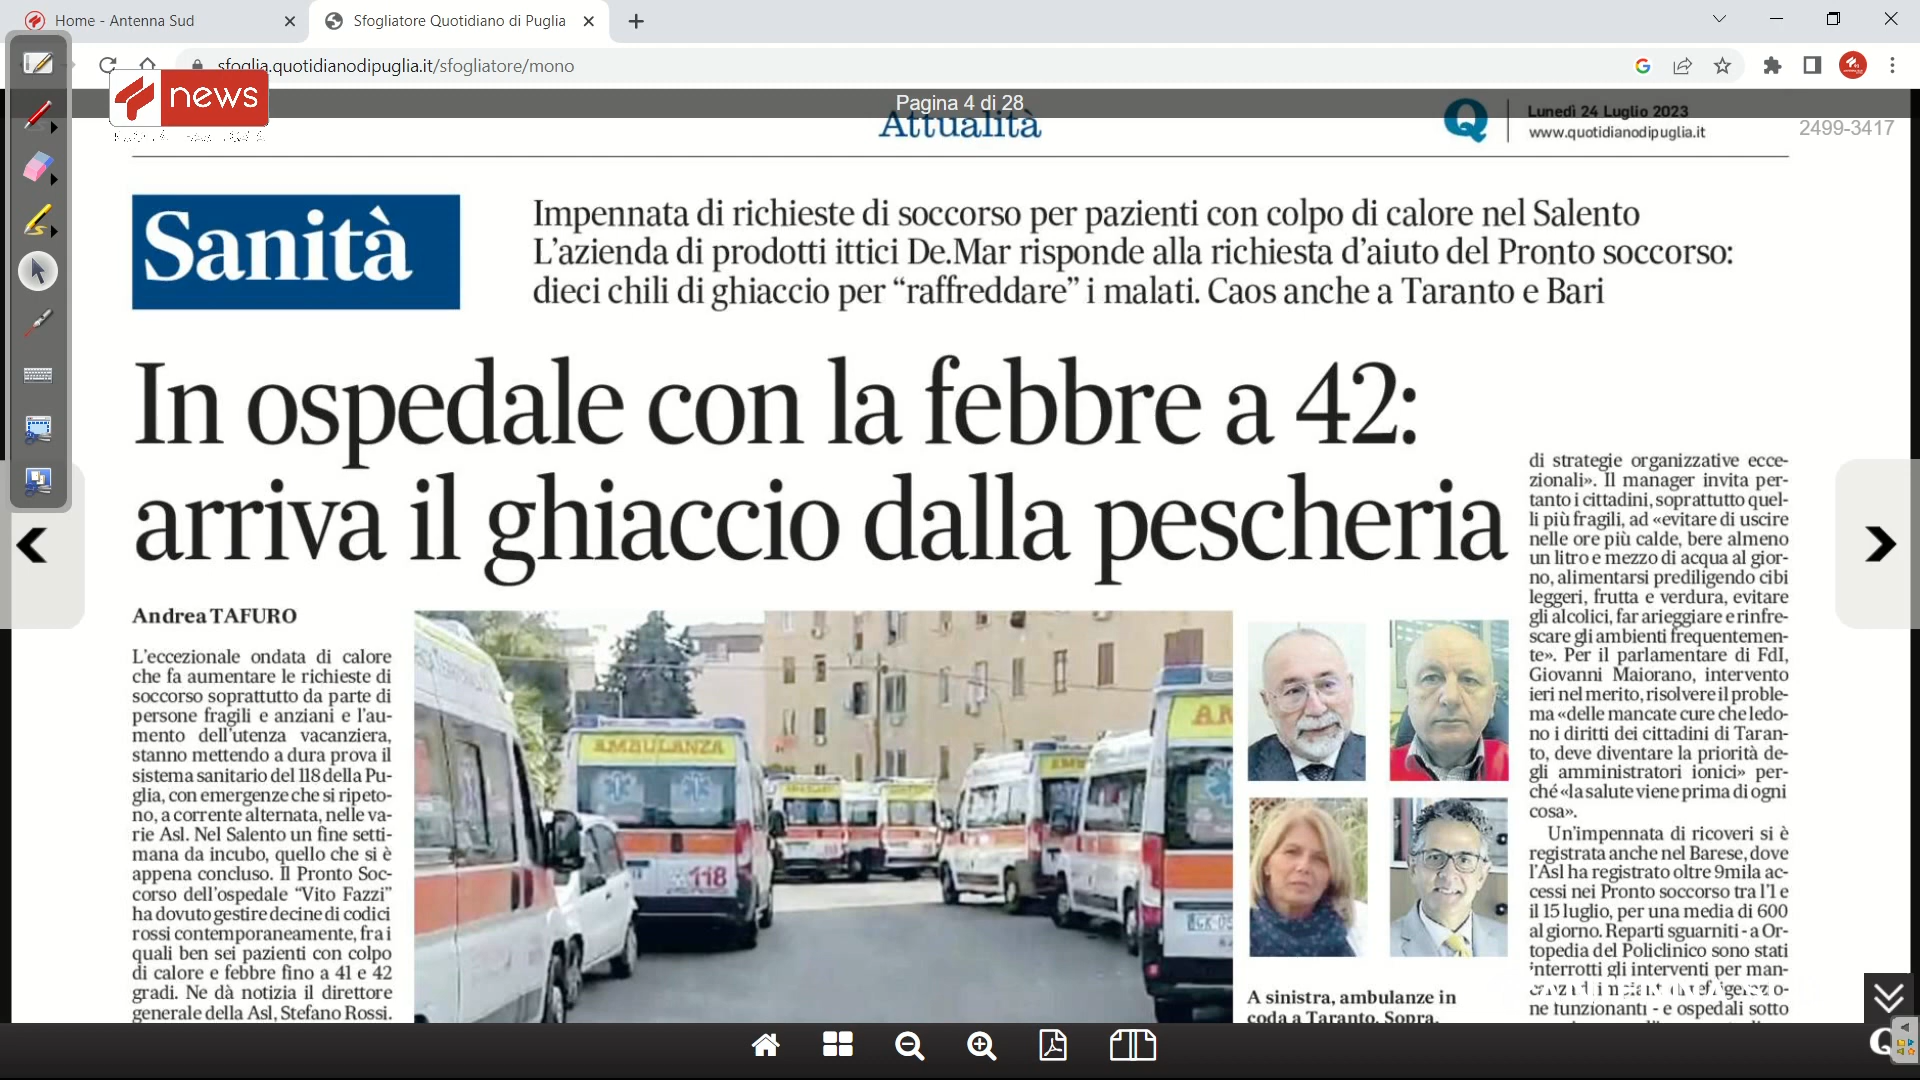 Home - Antenna Sud
Sfogliatore Quotidiano di Puglia
sfoglia.quotidianodipuglia.it/sfogliatore/mono
news
Pagina 4 di 28
Attualità
Q
Lunedì 24 Luglio 2023
www.quotidianodipuglia.it
2499-3417
Sanità
Impennata di richieste di soccorso per pazienti con colpo di calore nel Salento
L'azienda di prodotti ittici De.Mar risponde alla richiesta d'aiuto del Pronto soccorso:
dieci chili di ghiaccio per “raffreddare” i malati. Caos anche a Taranto e Bari
In ospedale con la febbre a 42:
arriva il ghiaccio dalla pescheria
Andrea TAFURO
L'eccezionale ondata di calore
che fa aumentare le richieste di
soccorso soprattutto da parte di
persone fragili e anziani e l'au-
mento dell'utenza vacanziera,
stanno mettendo a dura prova il
sistema sanitario del 118 della Pu-
glia, con emergenze che si ripeto-
no, a corrente alternata, nelle va-
rie Asl. Nel Salento un fine setti-
mana da incubo, quello che si è
appena concluso. Il Pronto Soc-
corso dell'ospedale “Vito Fazzi”
ha dovuto gestire decine di codici
rossi contemporaneamente, fra i
quali ben sei pazienti con colpo
di calore e febbre fino a 41 e 42
gradi. Ne dà notizia il direttore
generale della Asl, Stefano Rossi.
AMBULANZA
118
A sinistra, ambulanze in
coda a Taranto. Sopra,
di strategie organizzative ecce-
zionali». Il manager invita per-
tanto i cittadini, soprattutto quel-
li più fragili, ad «evitare di uscire
nelle ore più calde, bere almeno
un litro e mezzo di acqua al gior-
no, alimentarsi prediligendo cibi
leggeri, frutta e verdura, evitare
gli alcolici, far arieggiare e rinfre-
scare gli ambienti frequentemen-
te». Per il parlamentare di FdI,
Giovanni Maiorano, intervento
ieri nel merito, risolvere il proble-
ma «delle mancate cure che ledo-
no i diritti dei cittadini di Taran-
to, deve diventare la priorità de-
gli amministratori ionici» per-
ché «la salute viene prima di ogni
cosa».
Un'impennata di ricoveri si è
registrata anche nel Barese, dove
l'Asl ha registrato oltre 9mila ac-
cessi nei Pronto soccorso tra l'1 e
il 15 luglio, per una media di 600
al giorno. Reparti sguarniti - a Or-
topedia del Policlinico sono stati
interrotti gli interventi per man-
ne funzionanti - e ospedali sotto